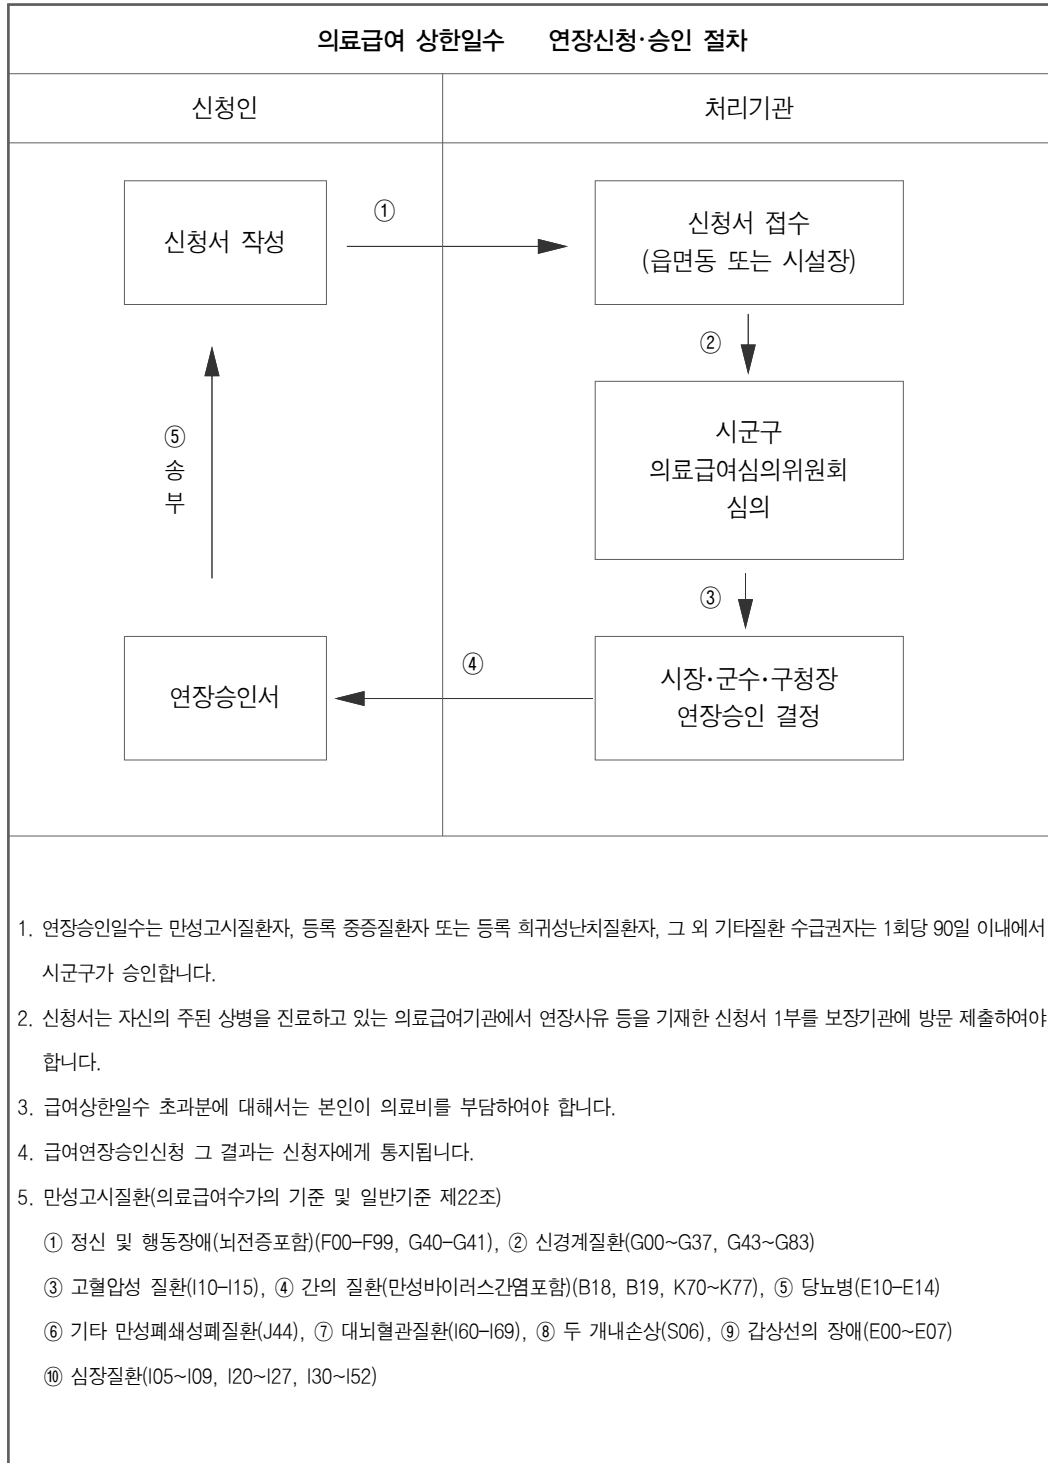 의료급여 상한일수 연장신청·승인 절차
신청인
처리기관
신청서 작성
①
신청서 접수
(읍면동 또는 시설장)
②
시군구
의료급여심의위원회
심의
⑤
송
부
③
연장승인서
④
시장·군수·구청장
연장승인 결정
1. 연장승인일수는 만성고시질환자, 등록 중증질환자 또는 등록 희귀성난치질환자, 그 외 기타질환 수급권자는 1회당 90일 이내에서
시군구가 승인합니다.
2. 신청서는 자신의 주된 상병을 진료하고 있는 의료급여기관에서 연장사유 등을 기재한 신청서 1부를 보장기관에 방문 제출하여야
합니다.
3. 급여상한일수 초과분에 대해서는 본인이 의료비를 부담하여야 합니다.
4. 급여연장승인신청 그 결과는 신청자에게 통지됩니다.
5. 만성고시질환(의료급여수가의 기준 및 일반기준 제22조)
① 정신 및 행동장애(뇌전증포함)(F00-F99, G40-G41), ② 신경계질환(G00~G37, G43~G83)
③ 고혈압성 질환(I10-I15), ④ 간의 질환(만성바이러스간염포함)(B18, B19, K70~K77), ⑤ 당뇨병(E10-E14)
⑥ 기타 만성폐쇄성폐질환(J44), ⑦ 대뇌혈관질환(I60-I69), ⑧ 두 개내손상(S06), ⑨ 갑상선의 장애(E00~E07)
⑩ 심장질환(I05~I09, I20~I27, I30~I52)